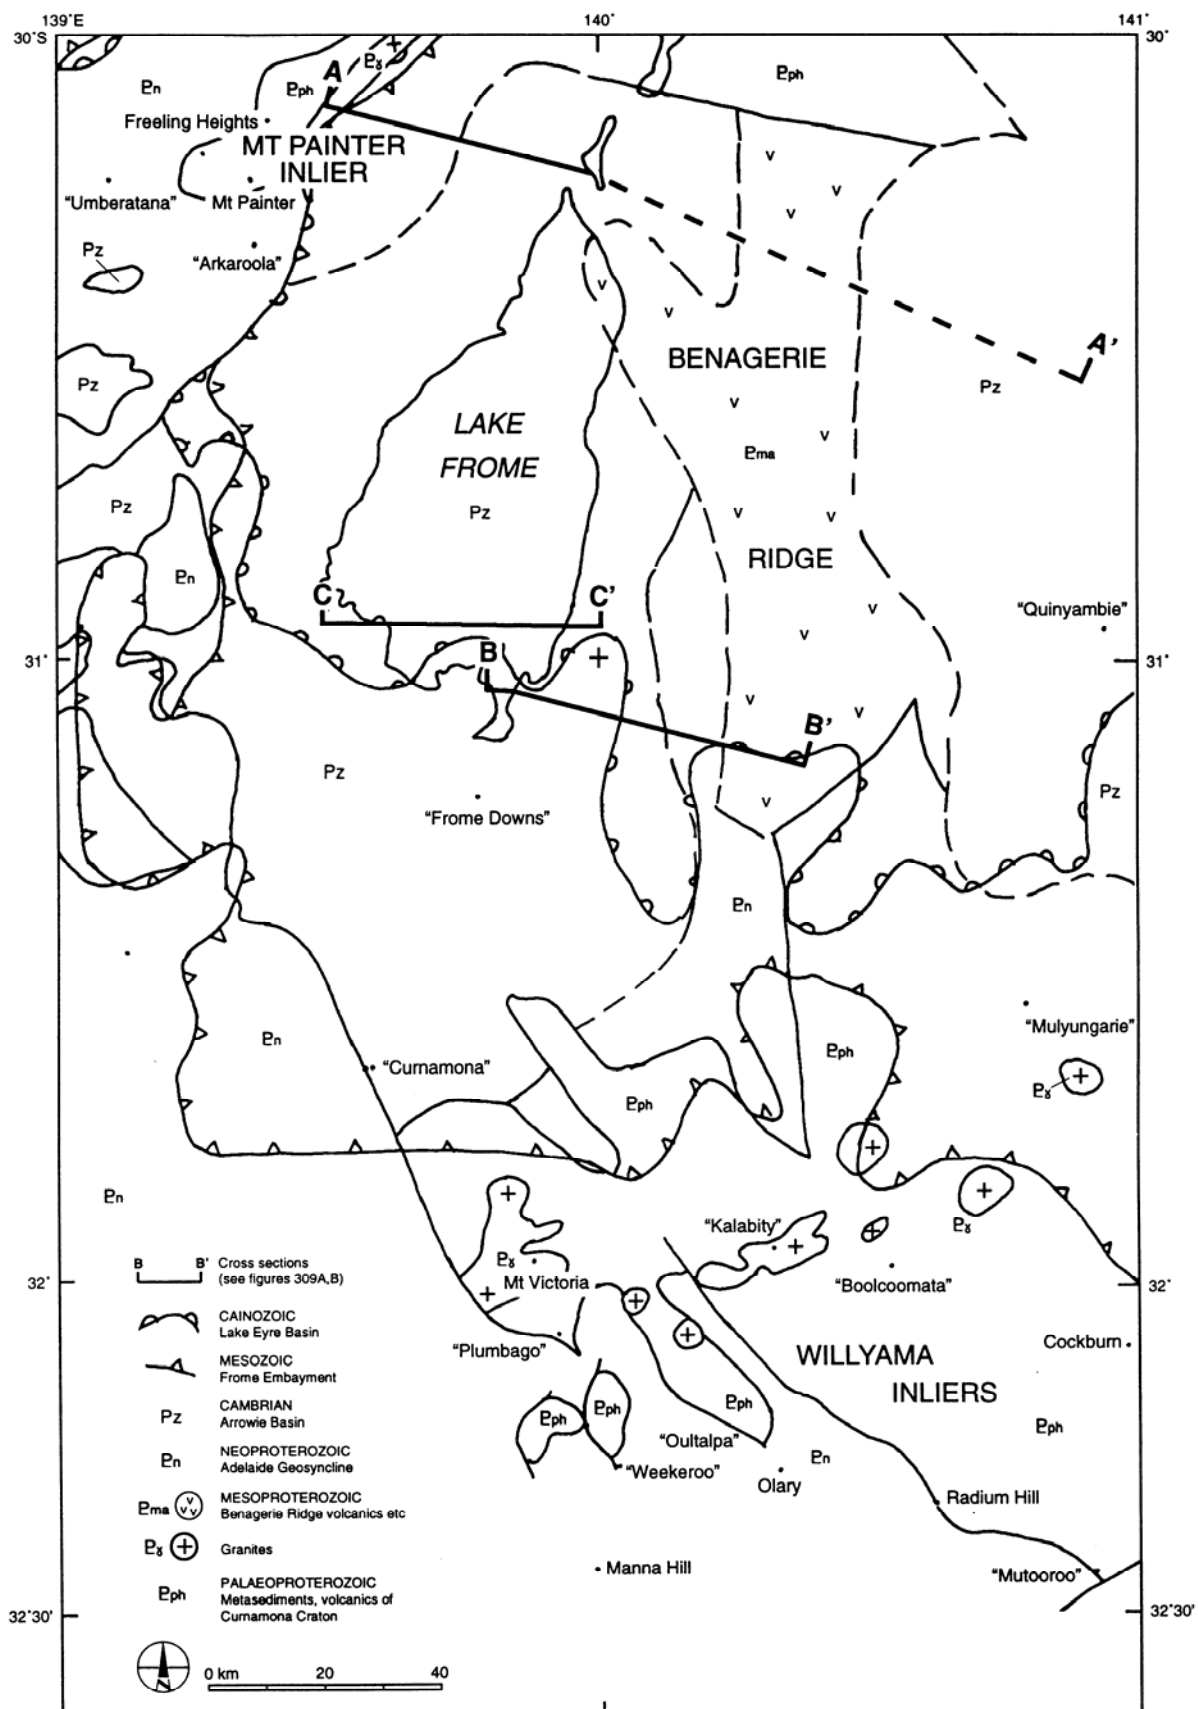 139°E
140°
141°
30°S
30°
Pn
Pɣ
A
Pph
Pph
Freeling Heights
MT PAINTER
INLIER
"Umberatana"
Mt Painter
Pz
"Arkaroola"
v
v
v
v
v
BENAGERIE
A'
Pz
Pz
LAKE
FROME
v
v
Pma
Pz
Pz
v
v
RIDGE
Pn
C
C'
v
v
"Quinyambie"
31°
B
31°
v
v
B'
Pz
v
Pz
"Frome Downs"
Pn
Pn
"Mulyungarie"
Pph
"Curnamona"
Pɣ
Pph
Pn
"Kalabity"
Pɣ
Pɣ
Mt Victoria
"Boolcoomata"
32°
32°
"Plumbago"
Cockburn
WILLYAMA
INLIERS
Pph
Pph
Pph
Pph
"Oultalpa"
"Weekeroo"
Pn
Olary
Radium Hill
Manna Hill
"Mutooroo"
32°30'
32°30'
B B' Cross sections
(see figures 309A,B)
CAINOZOIC
Lake Eyre Basin
MESOZOIC
Frome Embayment
Pz CAMBRIAN
Arrowie Basin
Pn NEOPROTEROZOIC
Adelaide Geosyncline
Pma v v v MESOPROTEROZOIC
Benagerie Ridge volcanics etc
Pɣ + Granites
Pph PALAEOPROTEROZOIC
Metasediments, volcanics of
Curnamona Craton
N
0 km 20 40